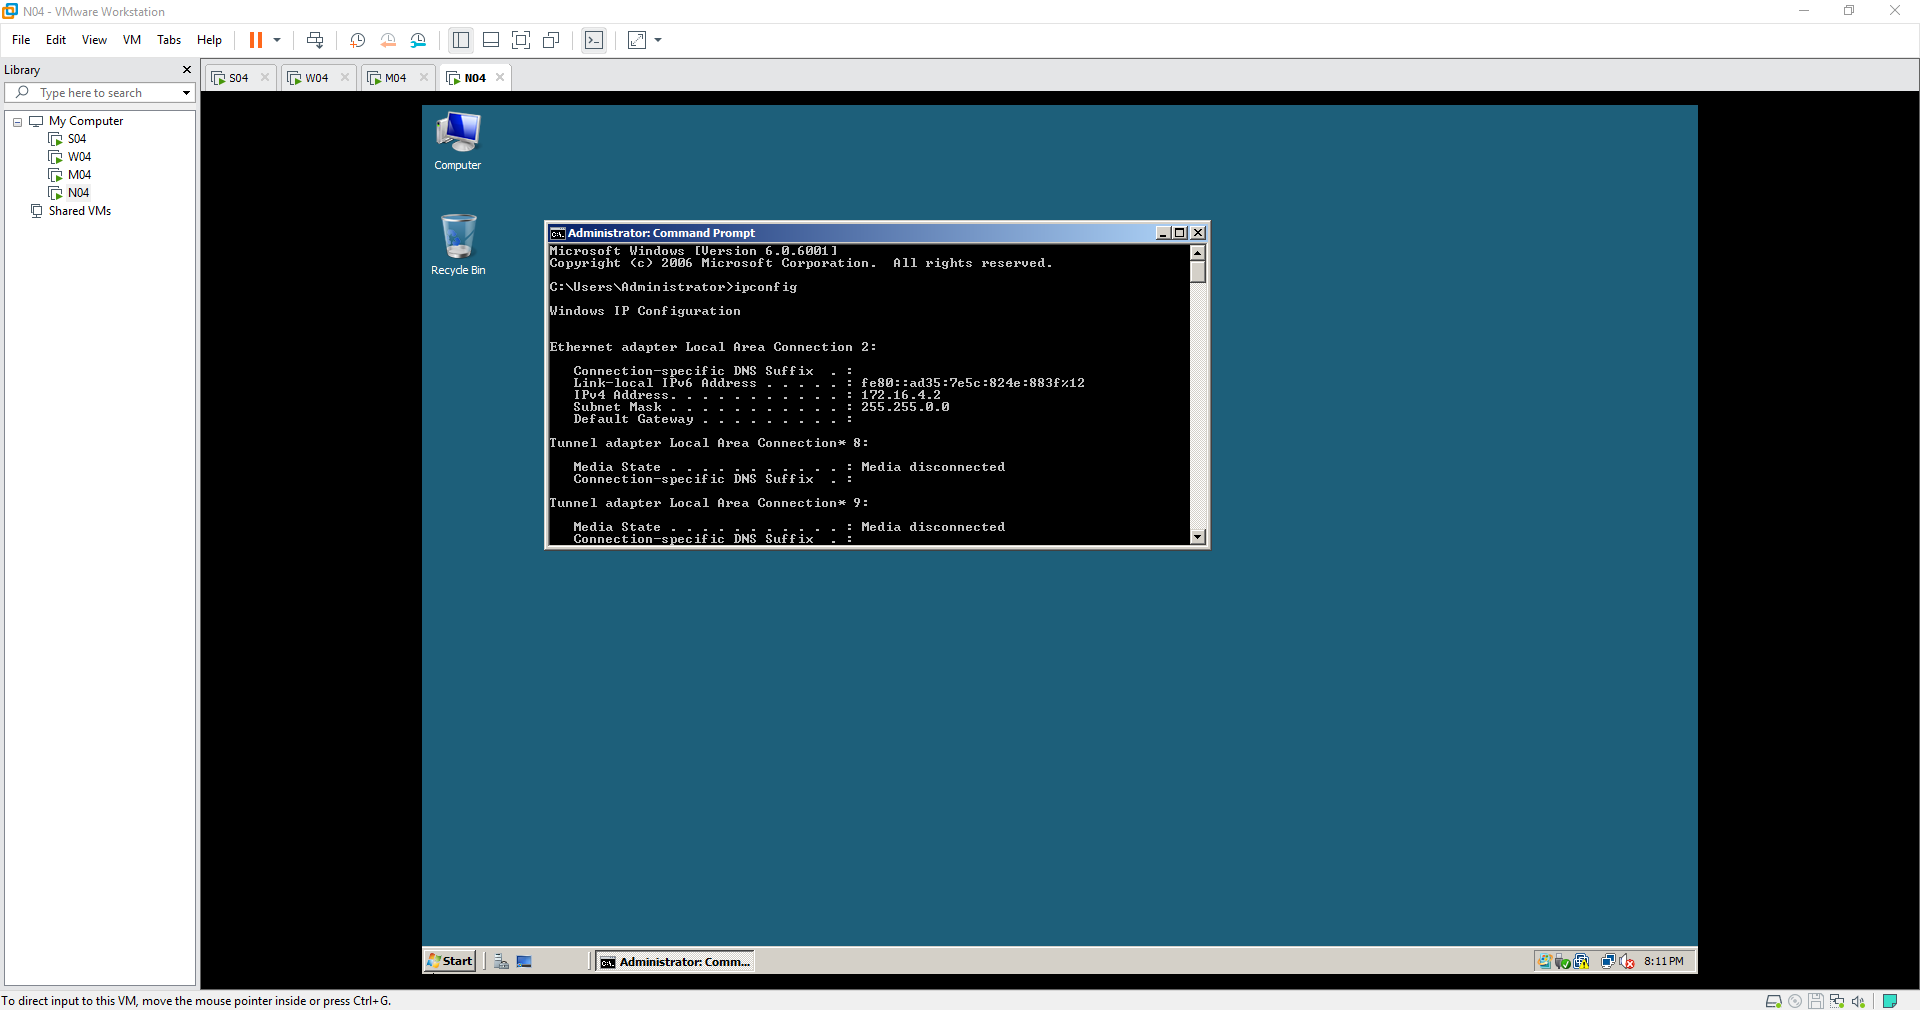 N04 - VMware Workstation
File Edit View VM Tabs Help
Library
Type here to search
My Computer
S04
W04
M04
N04
Shared VMs
S04 W04 M04 N04
Computer
Recycle Bin
Administrator: Command Prompt
Microsoft Windows [Version 6.0.6001]
Copyright (c) 2006 Microsoft Corporation.  All rights reserved.
C:\Users\Administrator>ipconfig
Windows IP Configuration
Ethernet adapter Local Area Connection 2:
Connection-specific DNS Suffix  . :
Link-local IPv6 Address . . . . . : fe80::ad35:7e5c:824e:883f%12
IPv4 Address. . . . . . . . . . . : 172.16.4.2
Subnet Mask . . . . . . . . . . . : 255.255.0.0
Default Gateway . . . . . . . . . :
Tunnel adapter Local Area Connection* 8:
Media State . . . . . . . . . . . : Media disconnected
Connection-specific DNS Suffix  . :
Tunnel adapter Local Area Connection* 9:
Media State . . . . . . . . . . . : Media disconnected
Connection-specific DNS Suffix  . :
Start
Administrator: Comm...
8:11 PM
To direct input to this VM, move the mouse pointer inside or press Ctrl+G.